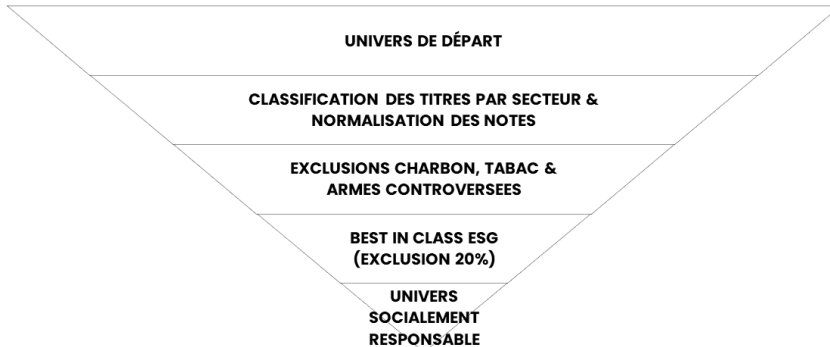 UNIVERS DE DÉPART
CLASSIFICATION DES TITRES PAR SECTEUR &
NORMALISATION DES NOTES
EXCLUSIONS CHARBON, TABAC &
ARMES CONTROVERSEES
BEST IN CLASS ESG
(EXCLUSION 20%)
UNIVERS
SOCIALEMENT
RESPONSABLE